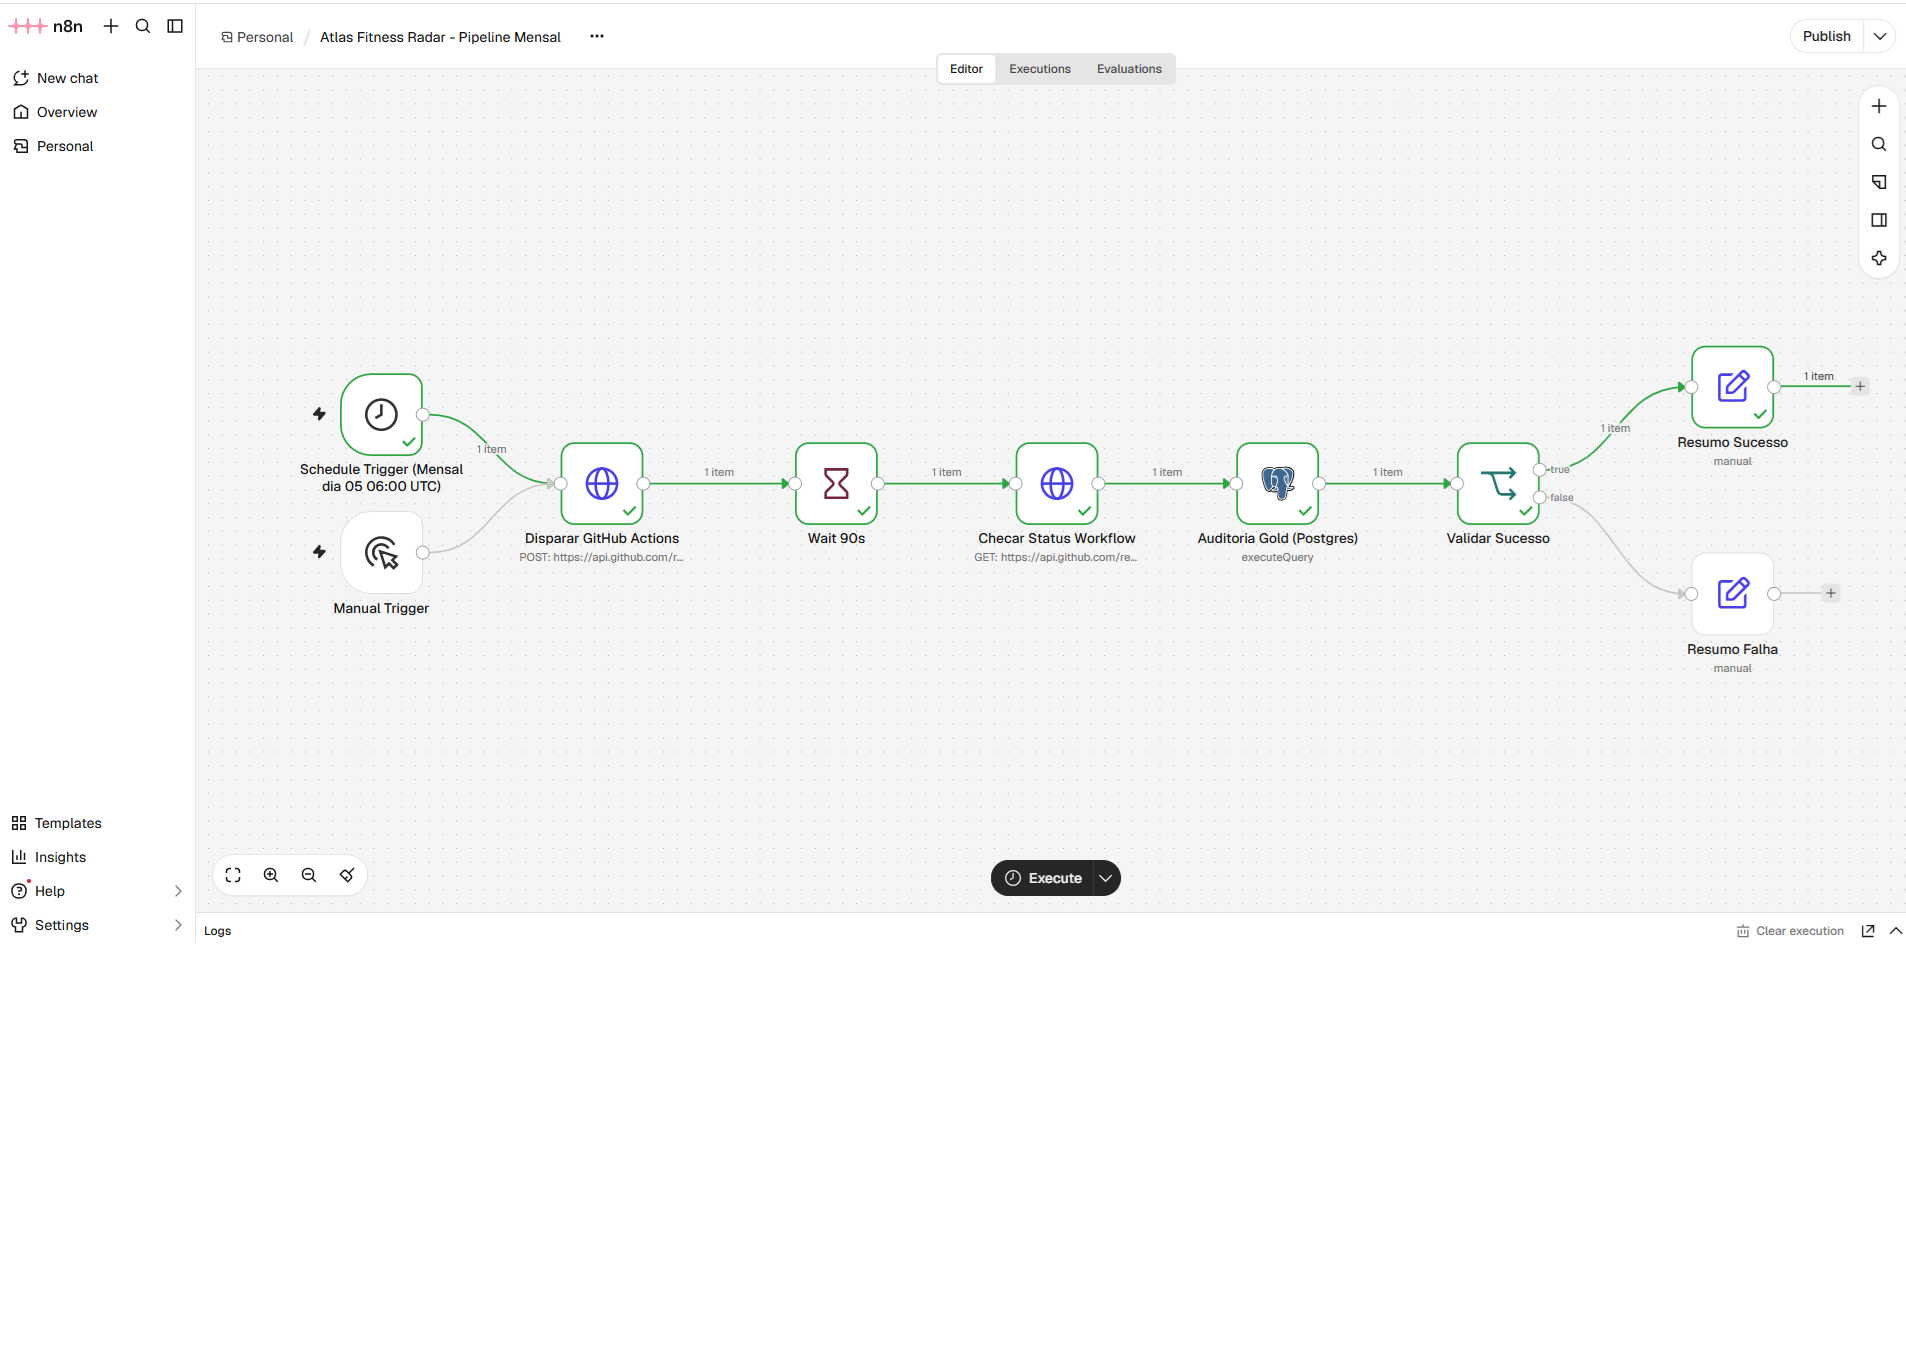 n8n
Personal / Atlas Fitness Radar - Pipeline Mensal ...
Publish
Editor Executions Evaluations
New chat
Overview
Personal
Schedule Trigger (Mensal
dia 05 06:00 UTC)
1 item
Manual Trigger
Disparar GitHub Actions
POST: https://api.github.com/r...
1 item
Wait 90s
1 item
Checar Status Workflow
GET: https://api.github.com/re...
1 item
Auditoria Gold (Postgres)
executeQuery
1 item
Validar Sucesso
true
false
1 item
Resumo Sucesso
manual
1 item
Resumo Falha
manual
Templates
Insights
Help
Settings
Execute
Logs
Clear execution